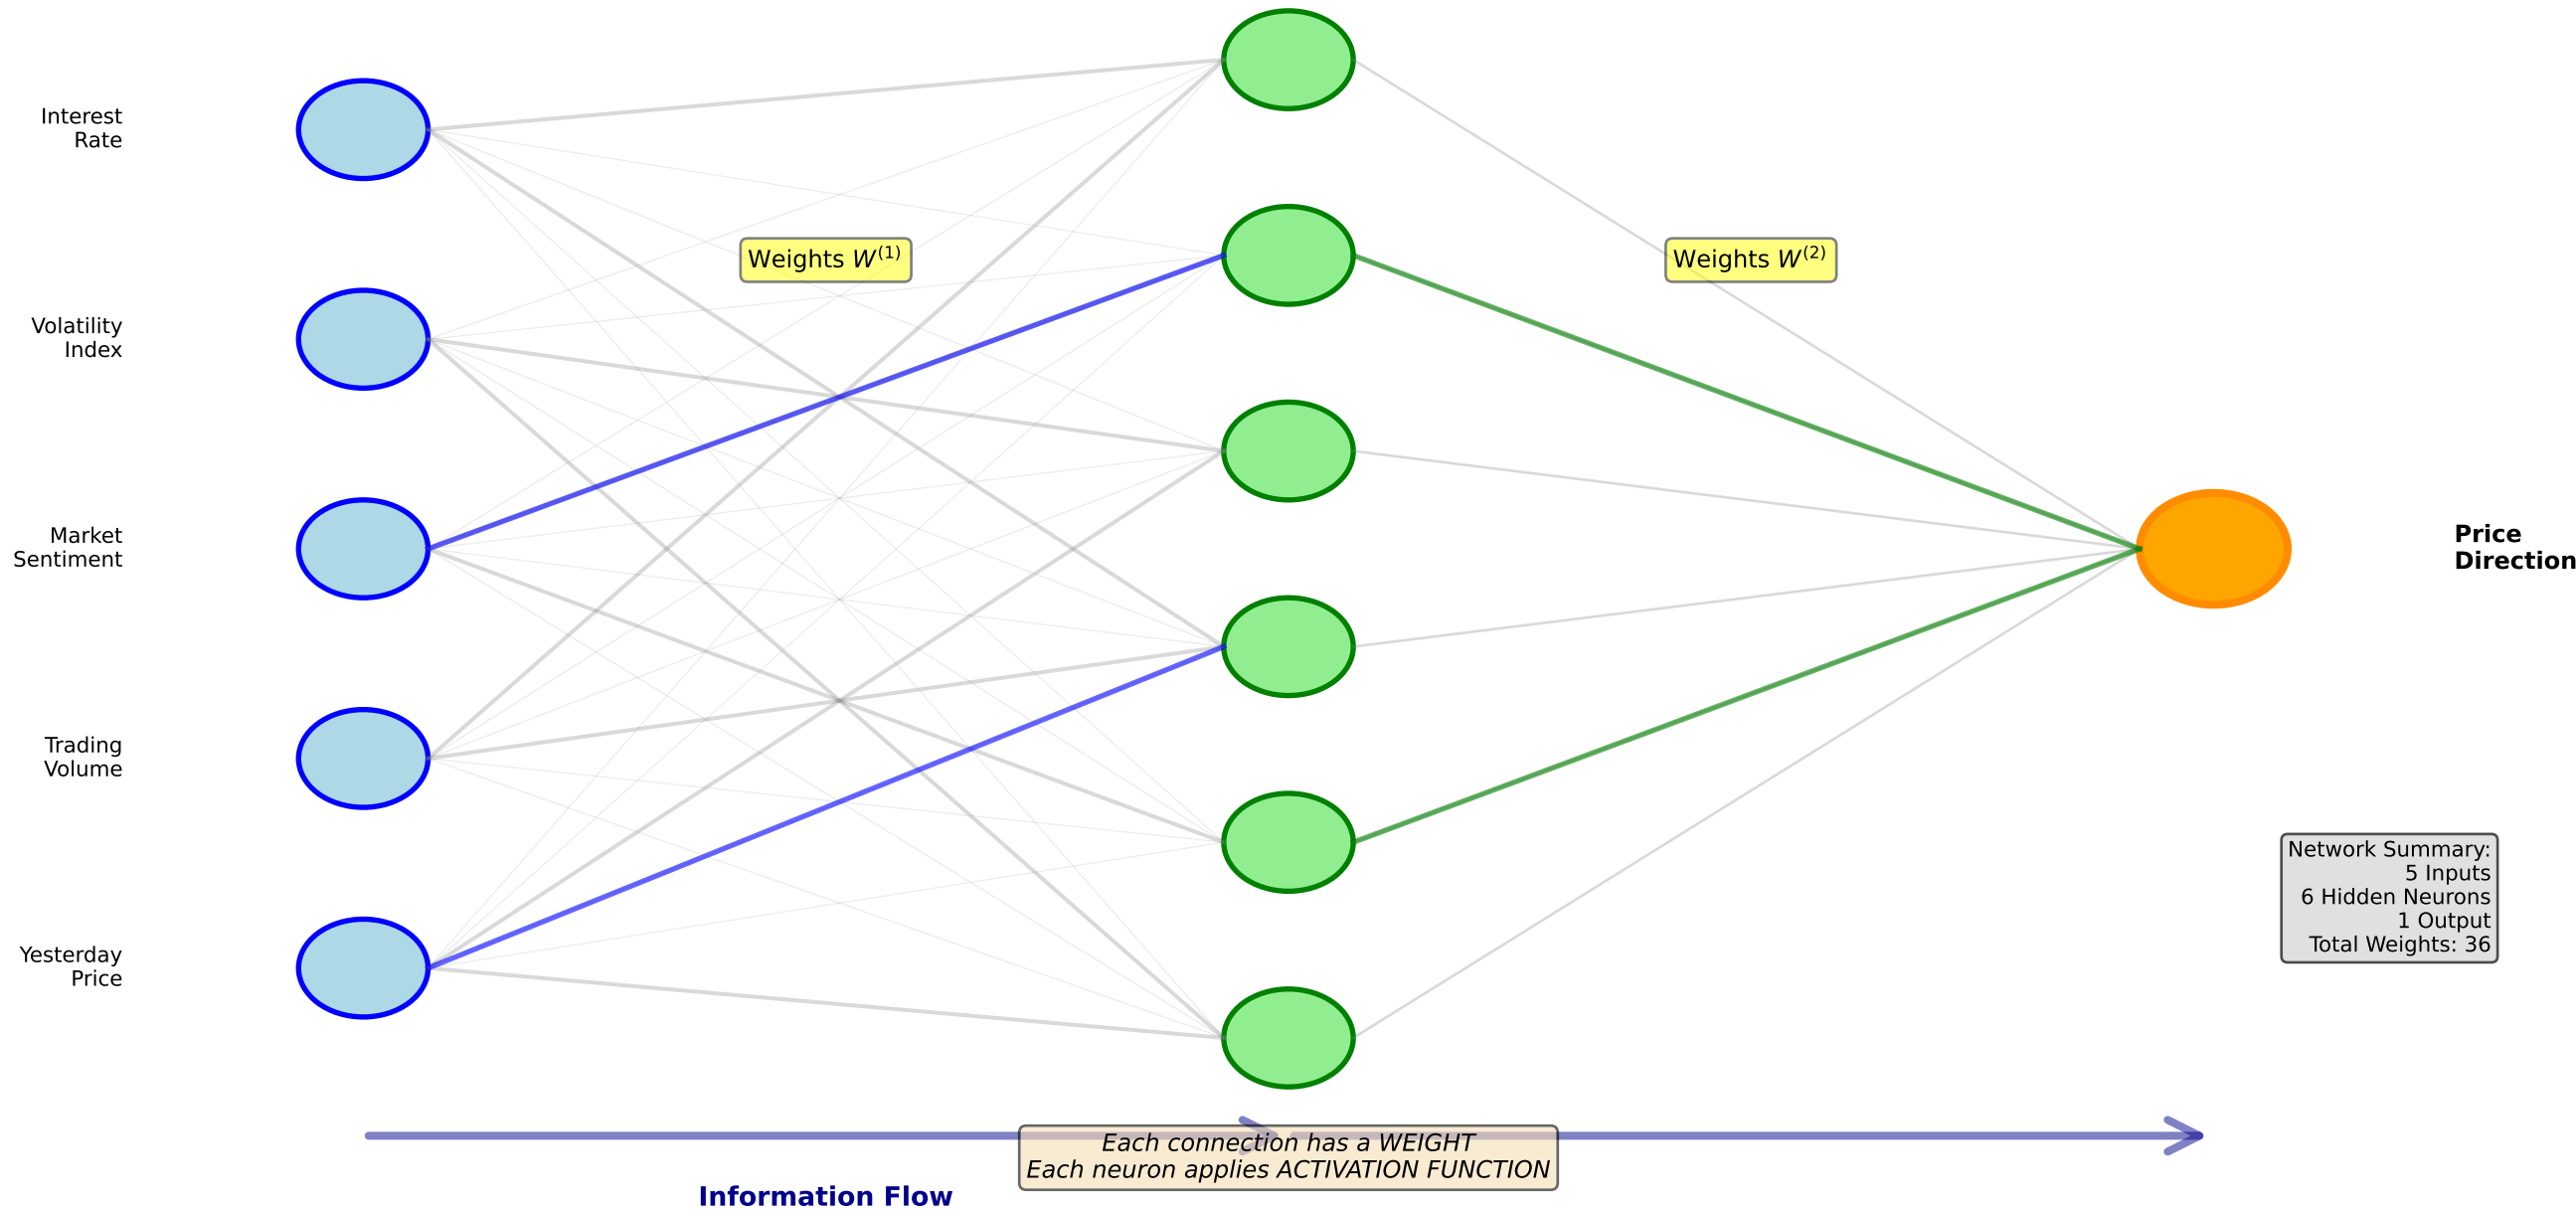 Interest
Rate
Weights W(1)
Weights W(2)
Volatility
Index
Market
Sentiment
Price
Direction
Trading
Volume
Network Summary:
5 Inputs
6 Hidden Neurons
1 Output
Total Weights: 36
Yesterday
Price
Each connection has a WEIGHT
Each neuron applies ACTIVATION FUNCTION
Information Flow